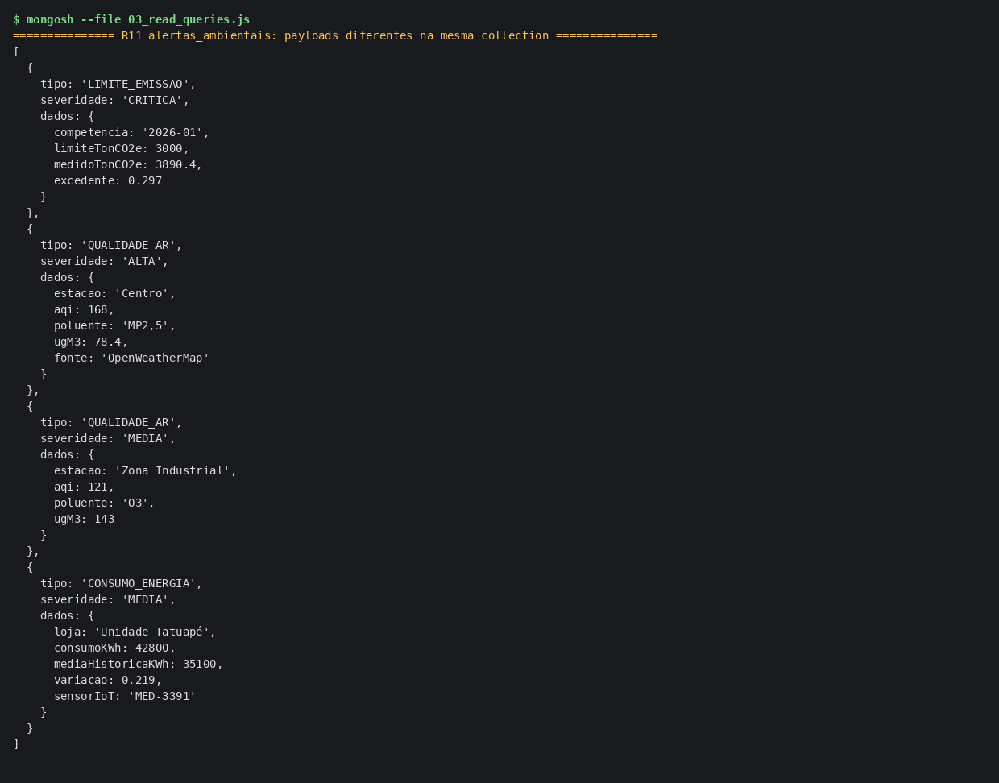 $ mongosh --file 03_read_queries.js
=============== R11 alertas_ambientais: payloads diferentes na mesma collection ===============
[
  {
    tipo: 'LIMITE_EMISSAO',
    severidade: 'CRITICA',
    dados: {
      competencia: '2026-01',
      limiteTonCO2e: 3000,
      medidoTonCO2e: 3890.4,
      excedente: 0.297
    }
  },
  {
    tipo: 'QUALIDADE_AR',
    severidade: 'ALTA',
    dados: {
      estacao: 'Centro',
      aqi: 168,
      poluente: 'MP2,5',
      ugM3: 78.4,
      fonte: 'OpenWeatherMap'
    }
  },
  {
    tipo: 'QUALIDADE_AR',
    severidade: 'MEDIA',
    dados: {
      estacao: 'Zona Industrial',
      aqi: 121,
      poluente: 'O3',
      ugM3: 143
    }
  },
  {
    tipo: 'CONSUMO_ENERGIA',
    severidade: 'MEDIA',
    dados: {
      loja: 'Unidade Tatuapé',
      consumoKWh: 42800,
      mediaHistoricaKWh: 35100,
      variacao: 0.219,
      sensorIoT: 'MED-3391'
    }
  }
]